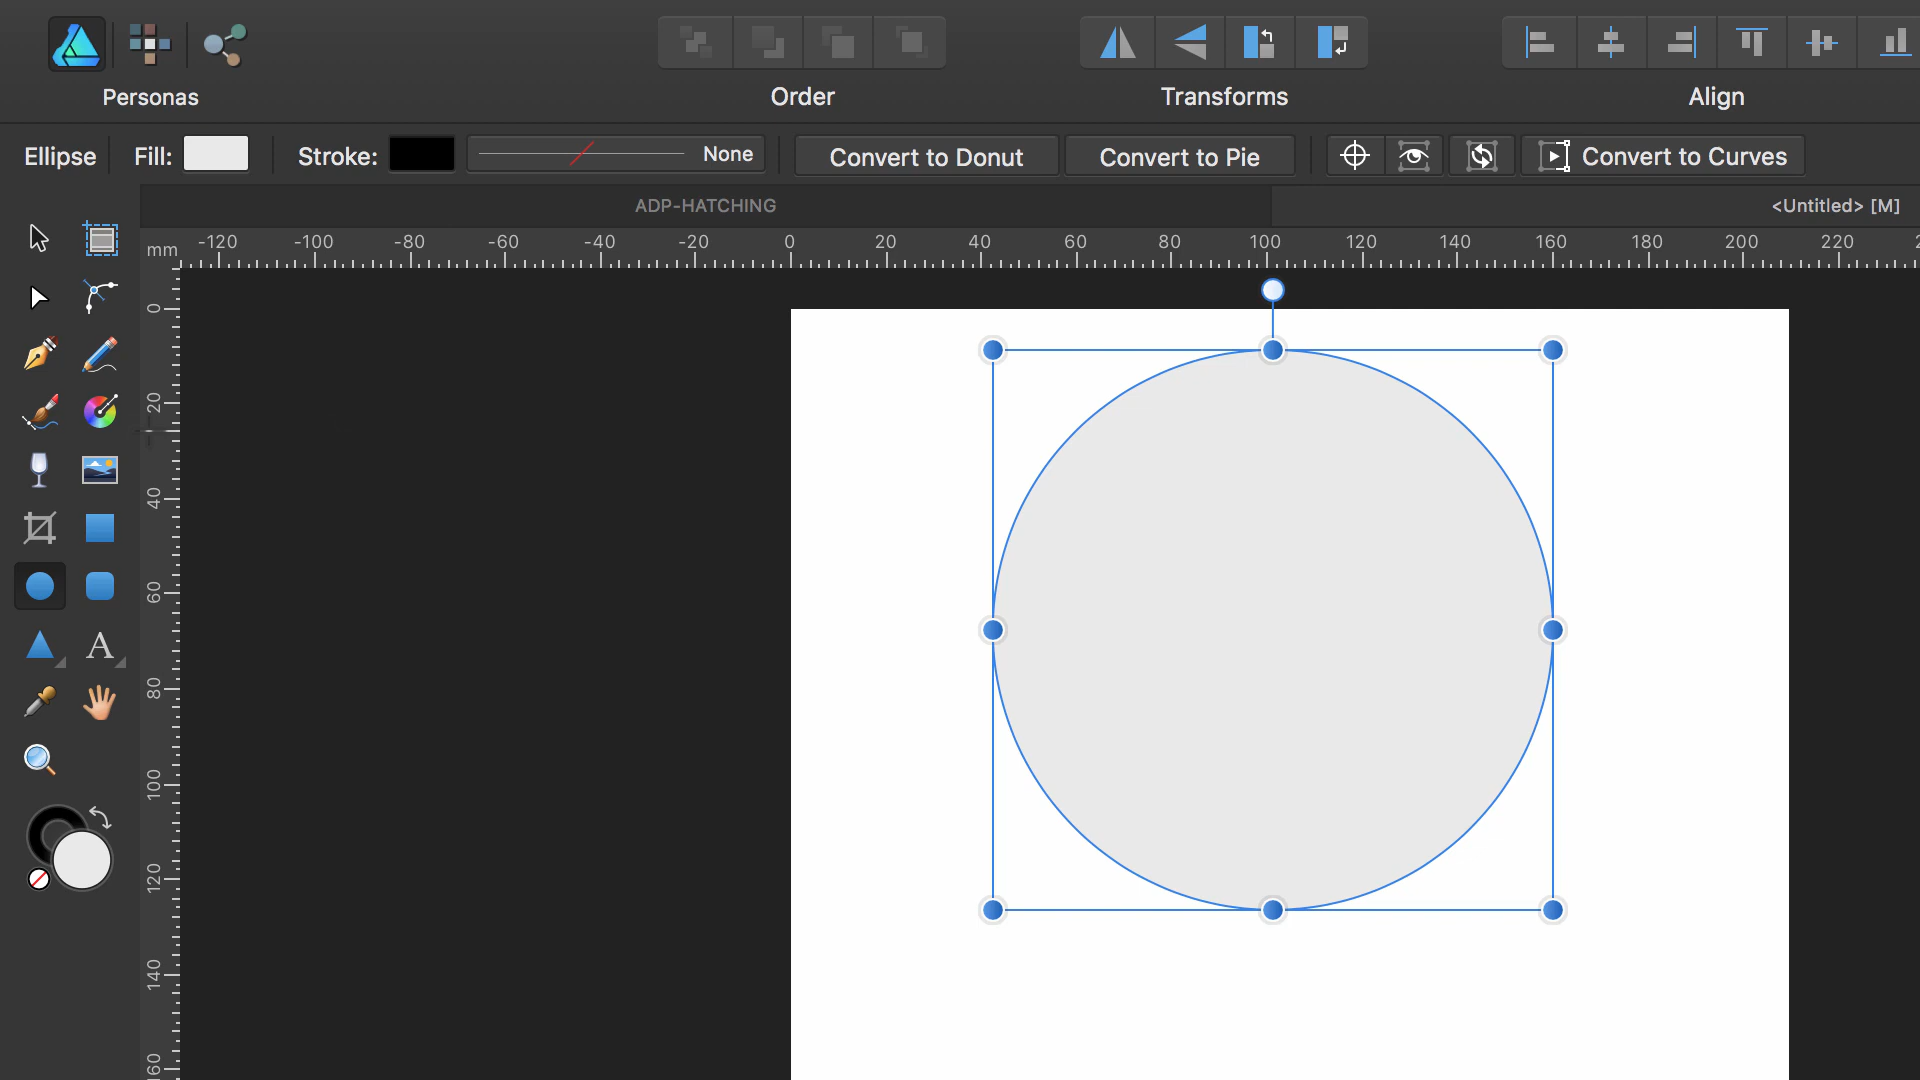 Personas
Order
Transforms
Align
Ellipse
Fill:
Stroke:
None
Convert to Donut
Convert to Pie
Convert to Curves
ADP-HATCHING
<Untitled> [M]
mm
-120 -100 -80 -60 -40 -20 0 20 40 60 80 100 120 140 160 180 200 220
0
20
40
60
80
100
120
140
160
A